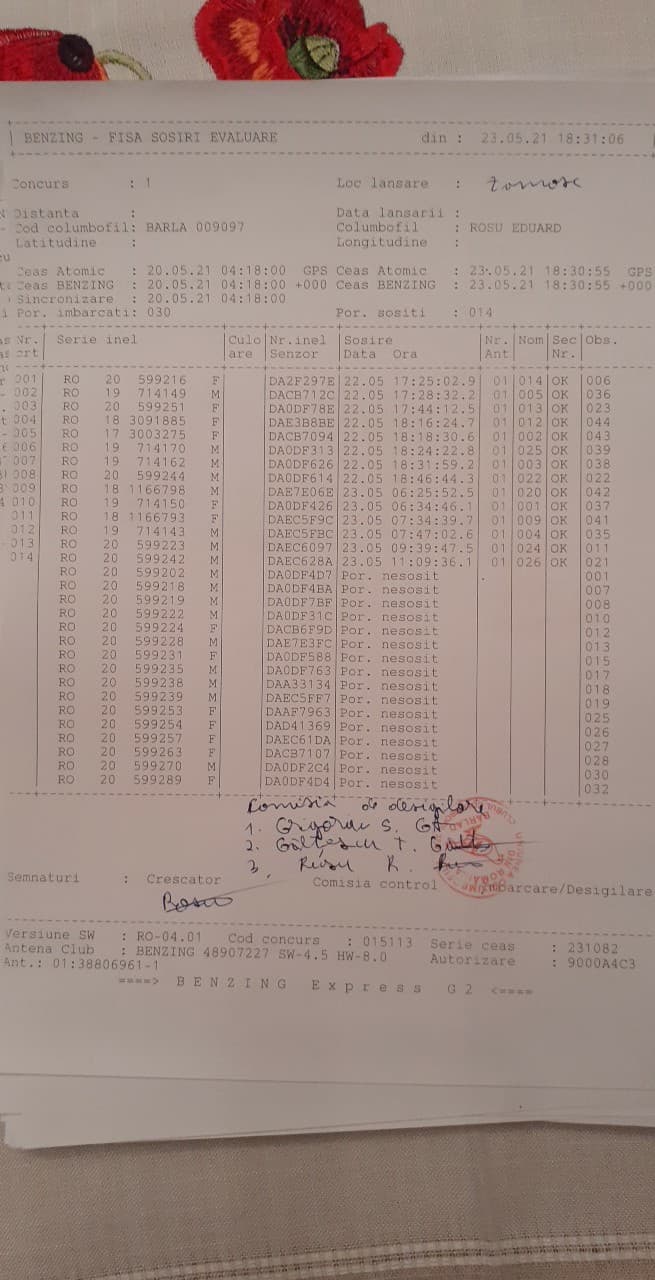 BENZING - FISA SOSIRI EVALUARE din : 23.05.21 18:31:06
Concurs : 1 Loc lansare :
Distanta : Data lansarii :
Cod columbofil: BARLA 009097 Columbofil : ROSU EDUARD
Latitudine : Longitudine :
Ceas Atomic : 20.05.21 04:18:00 GPS Ceas Atomic : 23.05.21 18:30:55 GPS
Ceas BENZING : 20.05.21 04:18:00 +000 Ceas BENZING : 23.05.21 18:30:55 +000
Sincronizare : 20.05.21 04:18:00
Por. imbarcati: 030 Por. sositi : 014
Nr. Serie inel Culo Nr.inel Sosire Nr. Nom Sec Obs.
crt are Senzor Data Ora Ant Nr.
001 RO 20 599216 F DA2F297E 22.05 17:25:02.9 01 014 OK 006
002 RO 19 714149 M DACB712C 22.05 17:28:32.2 01 005 OK 036
003 RO 20 599251 F DA0DF78E 22.05 17:44:12.5 01 013 OK 023
004 RO 18 3091885 F DAE3B8BE 22.05 18:16:24.7 01 012 OK 044
005 RO 17 3003275 F DACB7094 22.05 18:18:30.6 01 002 OK 043
006 RO 19 714170 M DA0DF313 22.05 18:24:22.8 01 025 OK 039
007 RO 19 714162 M DA0DF626 22.05 18:31:59.2 01 003 OK 038
008 RO 20 599244 M DA0DF614 22.05 18:46:44.3 01 022 OK 022
009 RO 18 1166798 M DAE7E06E 23.05 06:25:52.5 01 020 OK 042
010 RO 19 714150 F DA0DF426 23.05 06:34:46.1 01 001 OK 037
011 RO 18 1166793 F DAEC5F9C 23.05 07:34:39.7 01 009 OK 041
012 RO 19 714143 M DAEC5FBC 23.05 07:47:02.6 01 004 OK 035
013 RO 20 599223 M DAEC6097 23.05 09:39:47.5 01 024 OK 011
014 RO 20 599242 M DAEC628A 23.05 11:09:36.1 01 026 OK 021
RO 20 599202 M DA0DF4D7 Por. nesosit 001
RO 20 599218 M DA0DF4BA Por. nesosit 007
RO 20 599219 M DA0DF7BF Por. nesosit 008
RO 20 599222 M DA0DF31C Por. nesosit 010
RO 20 599224 F DACB6F9D Por. nesosit 012
RO 20 599228 M DAE7E3FC Por. nesosit 013
RO 20 599231 F DA0DF588 Por. nesosit 015
RO 20 599235 M DA0DF763 Por. nesosit 017
RO 20 599238 M DAA33134 Por. nesosit 018
RO 20 599239 M DAEC5FF7 Por. nesosit 019
RO 20 599253 F DAAF7963 Por. nesosit 025
RO 20 599254 F DAD41369 Por. nesosit 026
RO 20 599257 F DAEC61DA Por. nesosit 027
RO 20 599263 F DACB7107 Por. nesosit 028
RO 20 599270 M DA0DF2C4 Por. nesosit 030
RO 20 599289 F DA0DF4D4 Por. nesosit 032
Comisia de desigilare
1. Grigoras S.
2. T.
3. Rusu R.
Semnaturi : Crescator Comisia control Imbarcare/Desigilare
Versiune SW : RO-04.01 Cod concurs : 015113 Serie ceas : 231082
Antena Club : BENZING 48907227 SW-4.5 HW-8.0 Autorizare : 9000A4C3
Ant.: 01:38806961-1
====> BENZING Express G2 <====